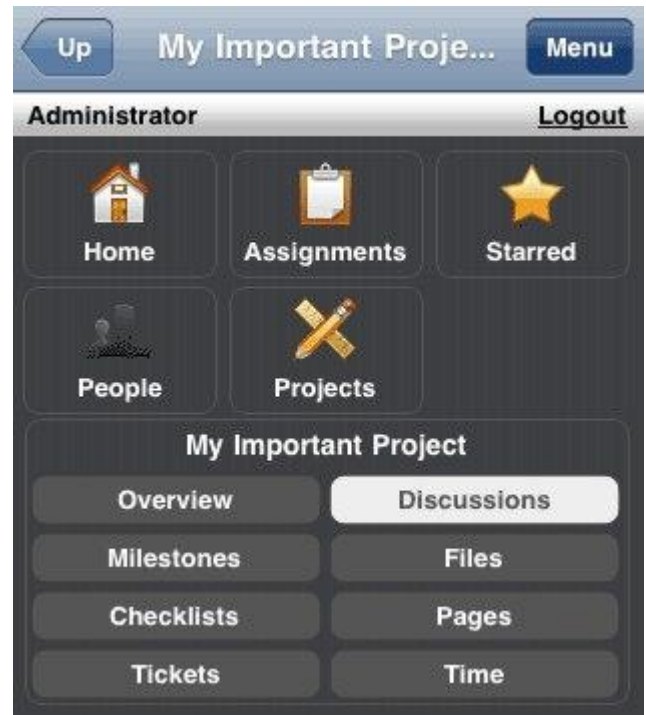 Up My Important Proje... Menu
Administrator Logout
Home Assignments Starred
People Projects
My Important Project
Overview Discussions
Milestones Files
Checklists Pages
Tickets Time